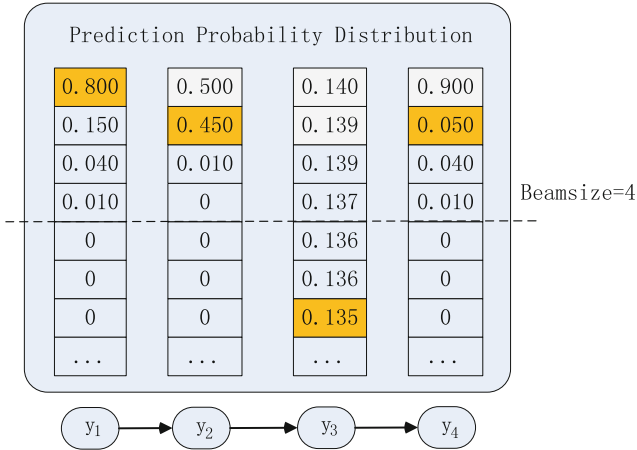 Prediction Probability Distribution
0.800 0.500 0.140 0.900
0.150 0.450 0.139 0.050
0.040 0.010 0.139 0.040
0.010 0 0.137 0.010
Beamsize=4
0 0 0.136 0
0 0 0.136 0
0 0 0.135 0
... ... ... ...
y1 y2 y3 y4